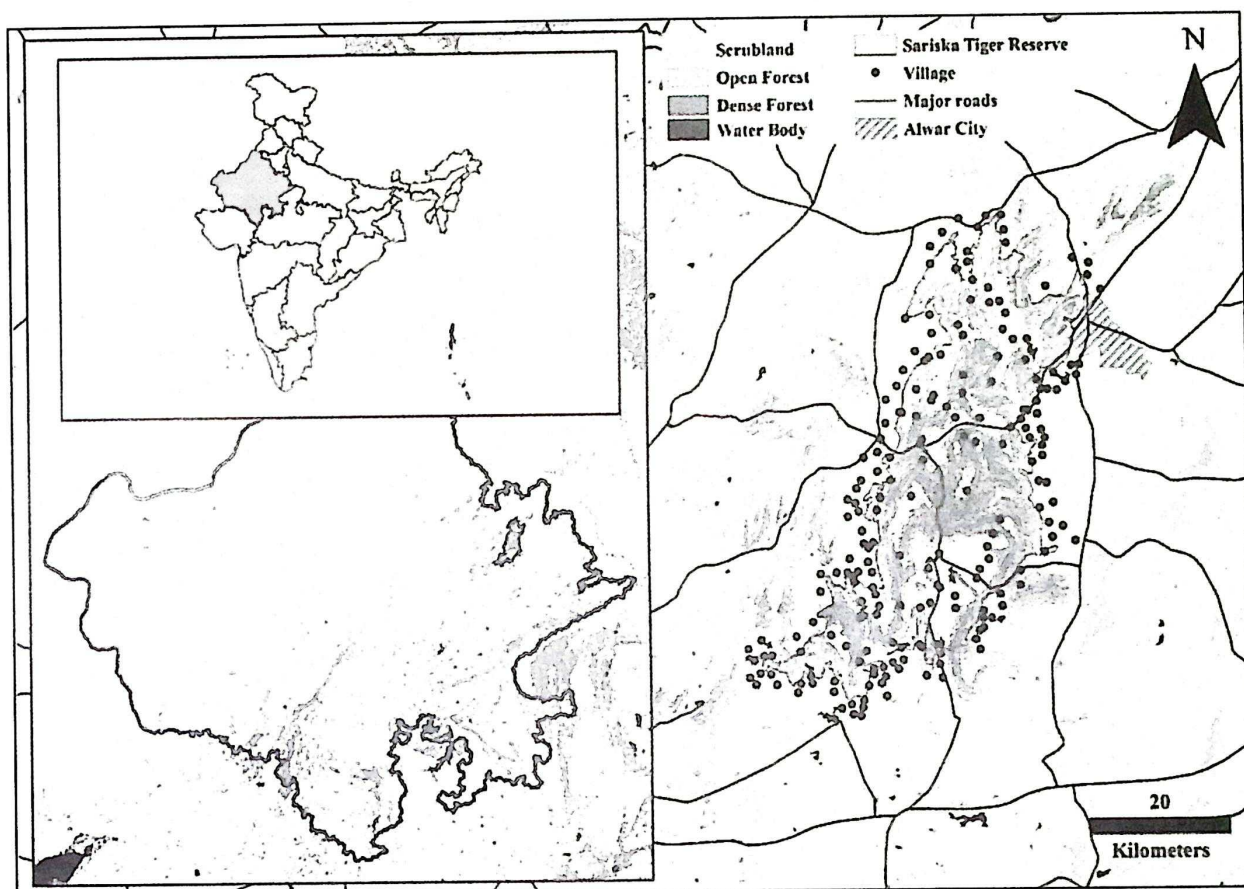 Scrubland
Open Forest
Dense Forest
Water Body
Sariska Tiger Reserve
Village
Major roads
Alwar City
N
20
Kilometers